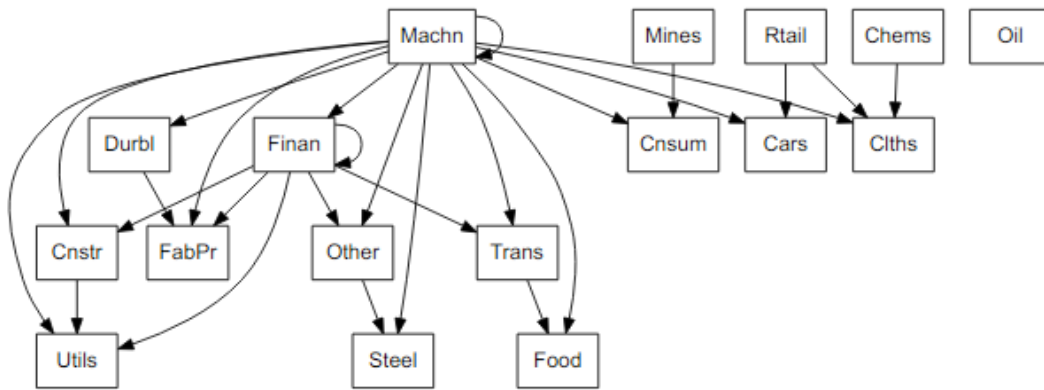 Machn Mines Rtail Chems Oil
Durbl Finan Cnsum Cars Clths
Cnstr FabPr Other Trans
Utils Steel Food